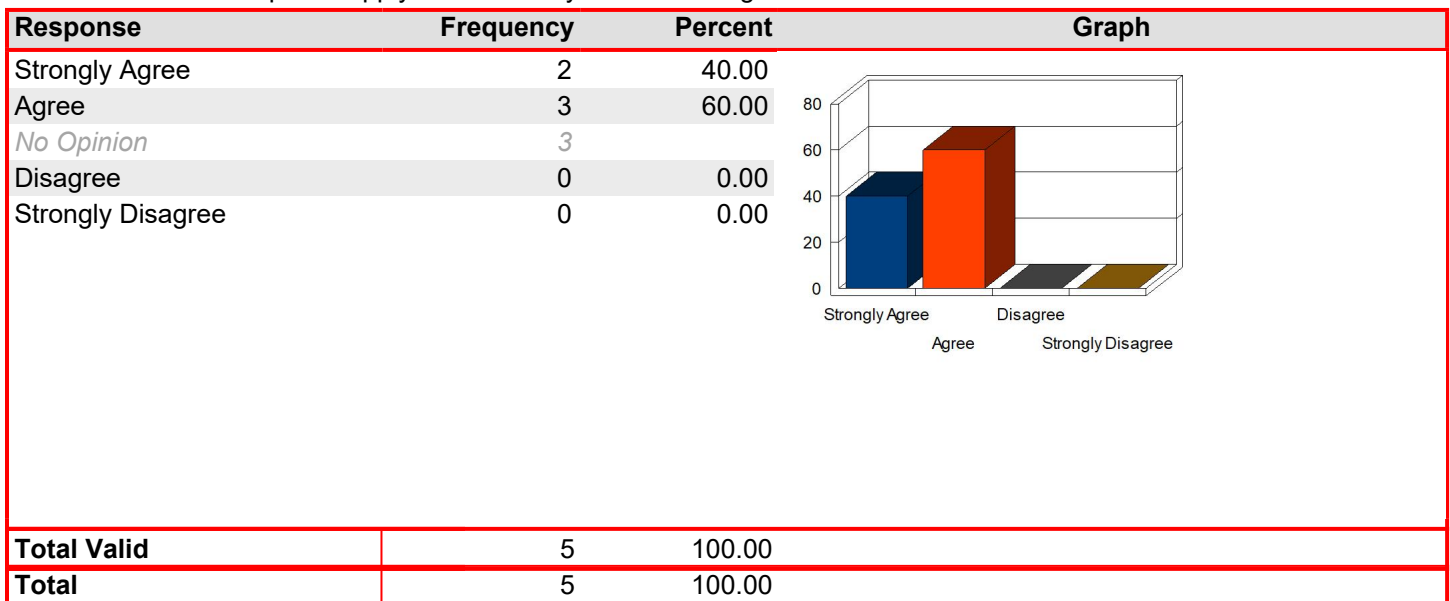 Response Frequency Percent Graph
Strongly Agree 2 40.00
Agree 3 60.00
No Opinion 3
Disagree 0 0.00
Strongly Disagree 0 0.00
80
60
40
20
0
Strongly Agree Disagree
Agree Strongly Disagree
Total Valid 5 100.00
Total 5 100.00